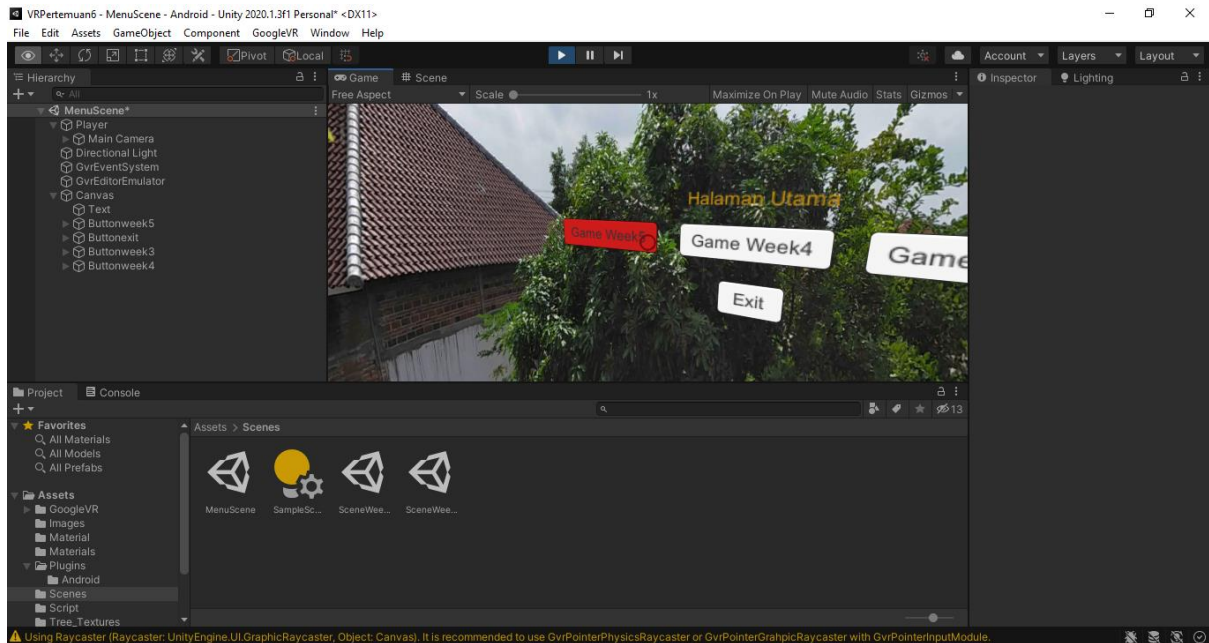 VRPertemuan6 - MenuScene - Android - Unity 2020.1.3f1 Personal* <DX11>
File Edit Assets GameObject Component GoogleVR Window Help
Pivot Local Account Layers Layout
Hierarchy
All
MenuScene*
Player
Main Camera
Directional Light
GvrEventSystem
GvrEditorEmulator
Canvas
Text
Buttonweek5
Buttonexit
Buttonweek3
Buttonweek4
Game Scene
Free Aspect Scale 1x Maximize On Play Mute Audio Stats Gizmos
Halaman Utama
Game Week5 Game Week4 Game
Exit
Inspector Lighting
Project Console
13
Favorites
All Materials
All Models
All Prefabs
Assets
GoogleVR
Images
Material
Materials
Plugins
Android
Scenes
Script
Tree_Textures
Assets > Scenes
MenuScene SampleSc... SceneWee... SceneWee...
Using Raycaster (Raycaster: UnityEngine.UI.GraphicRaycaster, Object: Canvas). It is recommended to use GvrPointerPhysicsRaycaster or GvrPointerGrahpicRaycaster with GvrPointerInputModule.